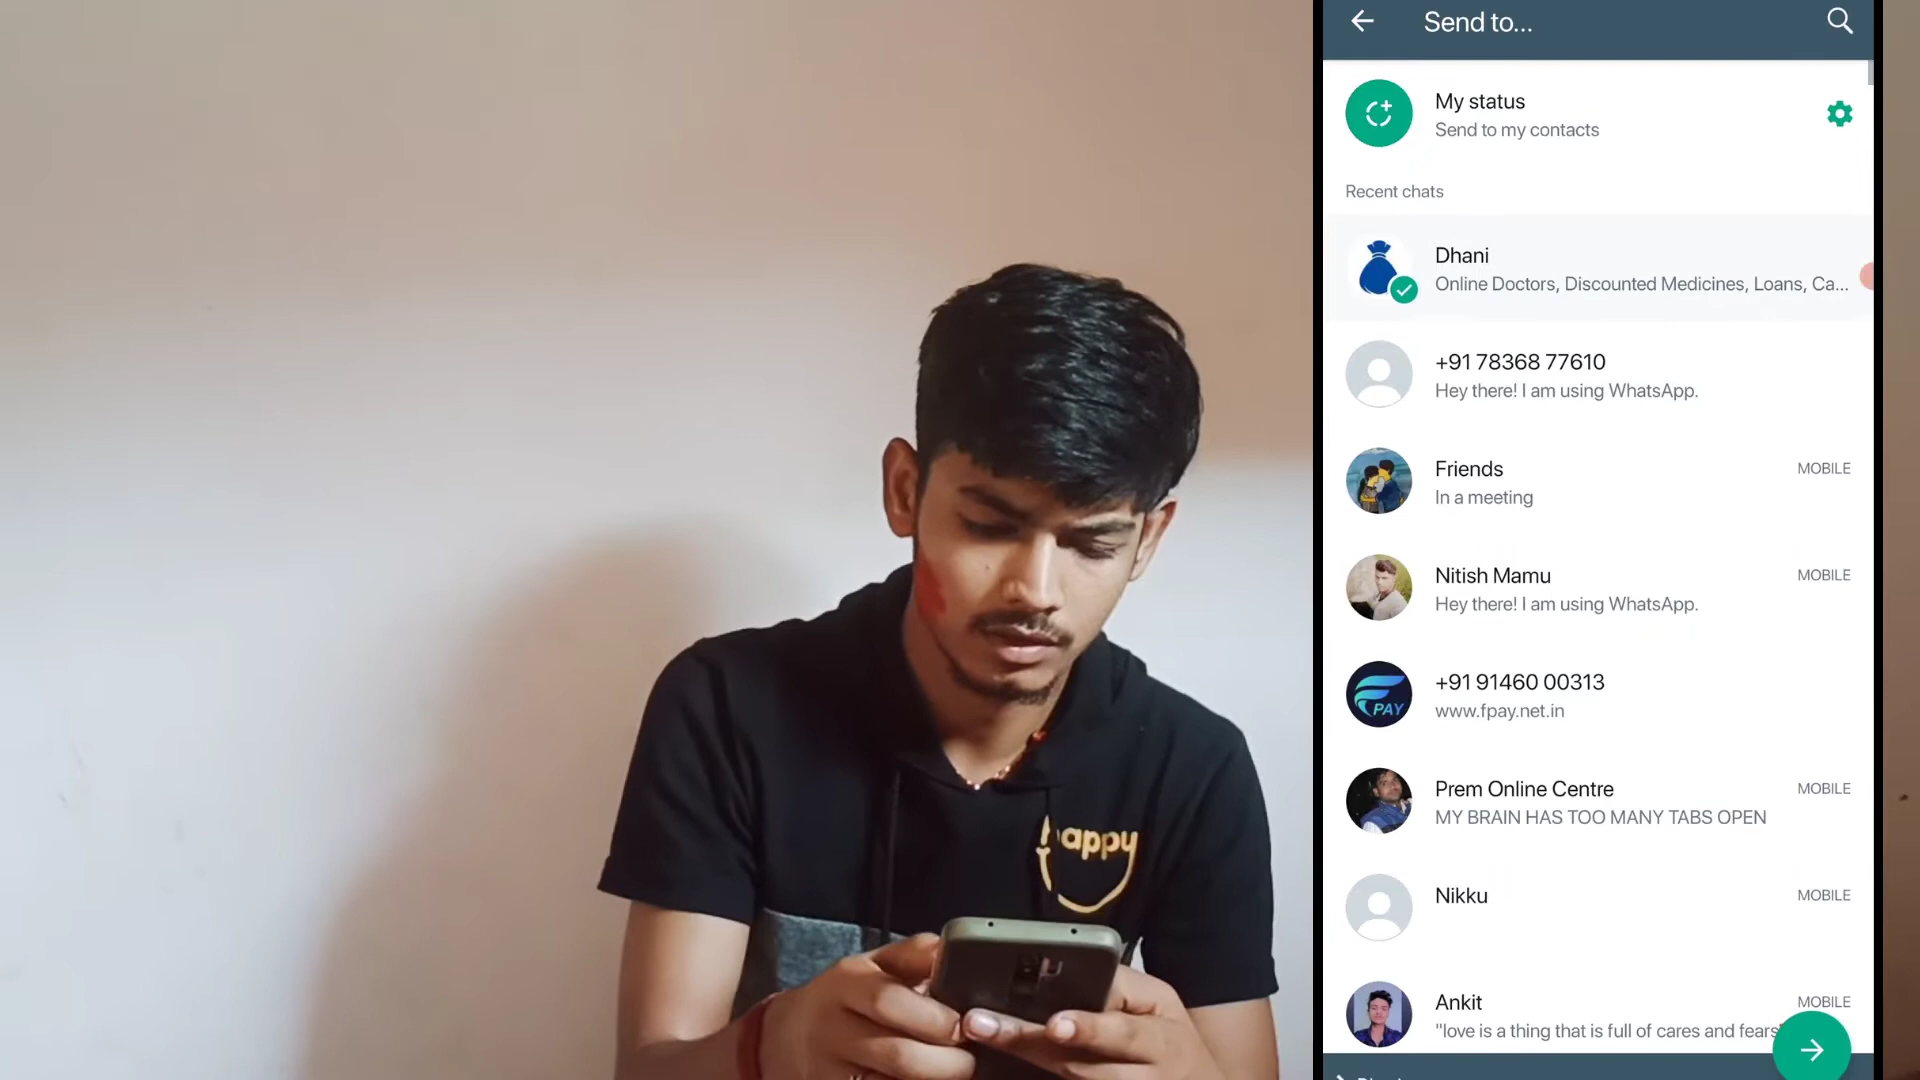 Send to...
My status
Send to my contacts
Recent chats
Dhani
Online Doctors, Discounted Medicines, Loans, Ca...
+91 78368 77610
Hey there! I am using WhatsApp.
Friends
MOBILE
In a meeting
Nitish Mamu
MOBILE
Hey there! I am using WhatsApp.
PAY
+91 91460 00313
www.fpay.net.in
Prem Online Centre
MOBILE
MY BRAIN HAS TOO MANY TABS OPEN
Nikku
MOBILE
Ankit
MOBILE
"love is a thing that is full of cares and fears"
happy